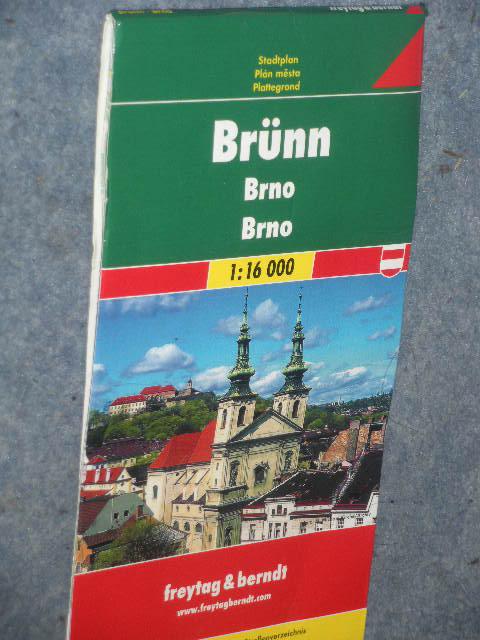 Stadtplan
Plán města
Plattegrond
Brünn
Brno
Brno
1:16 000
freytag & berndt
www.freytagberndt.com